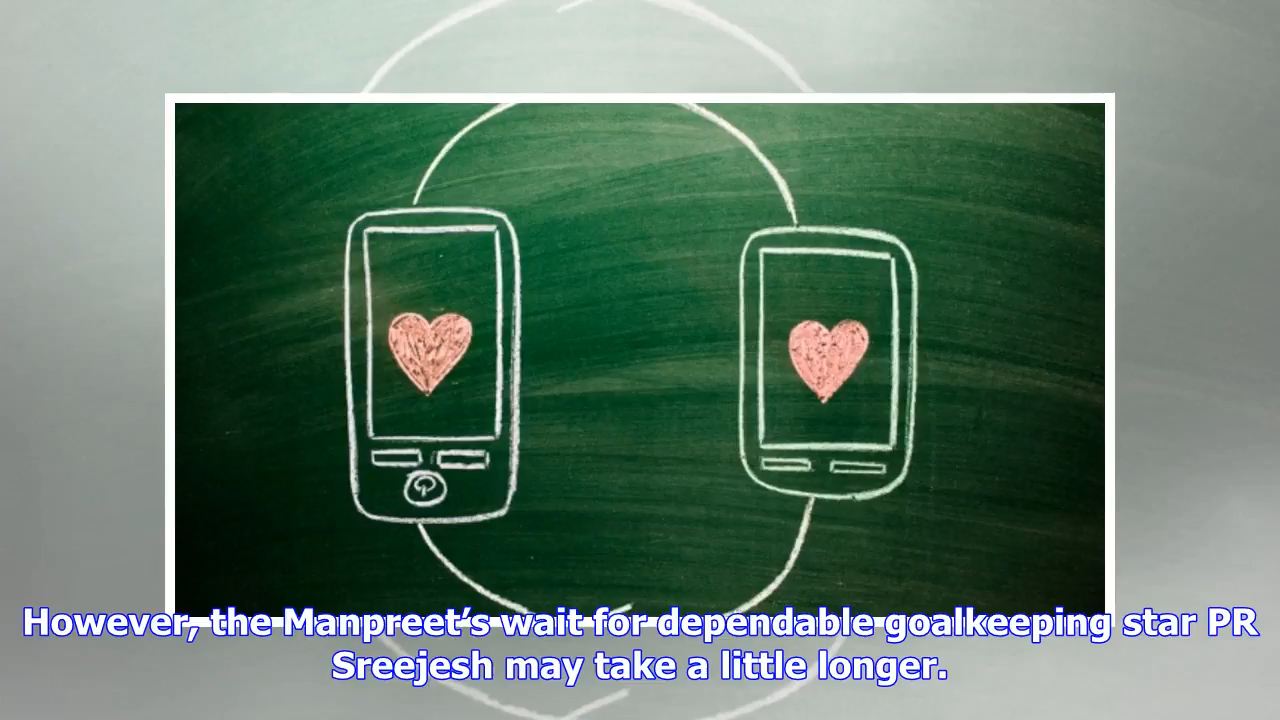 However, the Manpreet’s wait for dependable goalkeeping star PR
Sreejesh may take a little longer.